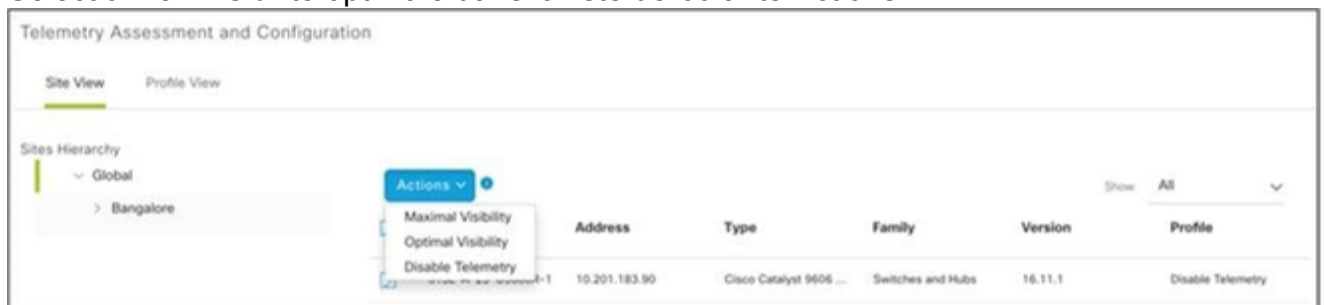 Telemetry Assessment and Configuration
Site View Profile View
Sites Hierarchy
Global
Bangalore
Actions
Show All
Maximal Visibility
Optimal Visibility
Disable Telemetry
Address Type Family Version Profile
10.201.183.90 Cisco Catalyst 9606 ... Switches and Hubs 16.11.1 Disable Telemetry